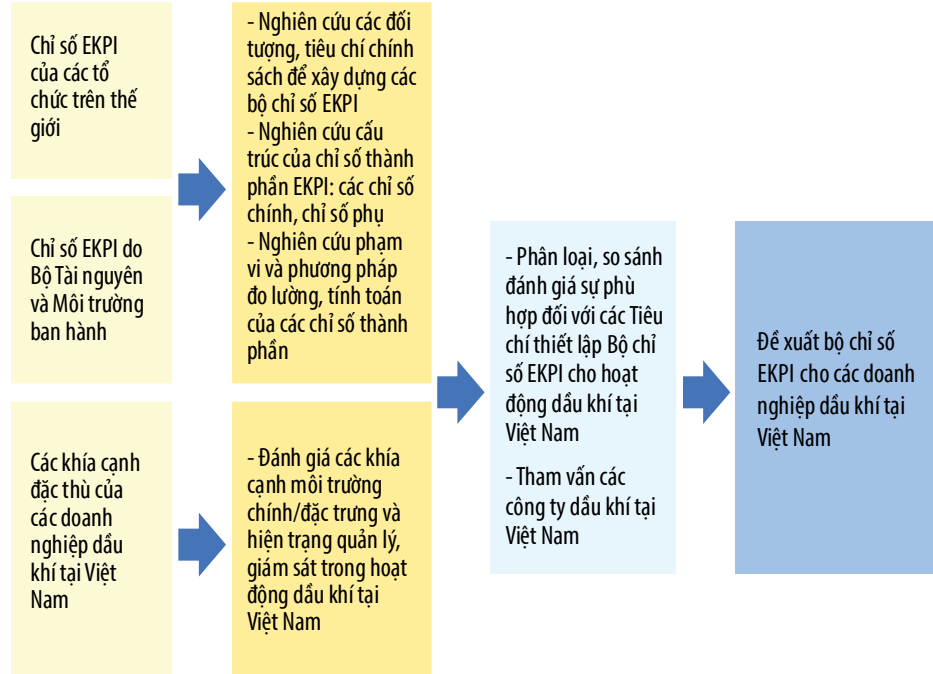 Chỉ số EKPI
của các tổ
chức trên thế
giới
Chỉ số EKPI do
Bộ Tài nguyên
và Môi trường
ban hành
Các khía cạnh
đặc thù của
các doanh
nghiệp dầu
khí tại Việt
Nam
- Nghiên cứu các đối
tượng, tiêu chí chính
sách để xây dựng các
bộ chỉ số EKPI
- Nghiên cứu cấu
trúc của chỉ số thành
phần EKPI: các chỉ số
chính, chỉ số phụ
- Nghiên cứu phạm
vi và phương pháp
đo lường, tính toán
của các chỉ số thành
phần
- Đánh giá các khía
cạnh môi trường
chính/đặc trưng và
hiện trạng quản lý,
giám sát trong hoạt
động dầu khí tại
Việt Nam
- Phân loại, so sánh
đánh giá sự phù
hợp đối với các Tiêu
chí thiết lập Bộ chỉ
số EKPI cho hoạt
động dầu khí tại
Việt Nam
- Tham vấn các
công ty dầu khí tại
Việt Nam
Đề xuất bộ chỉ số
EKPI cho các doanh
nghiệp dầu khí tại
Việt Nam